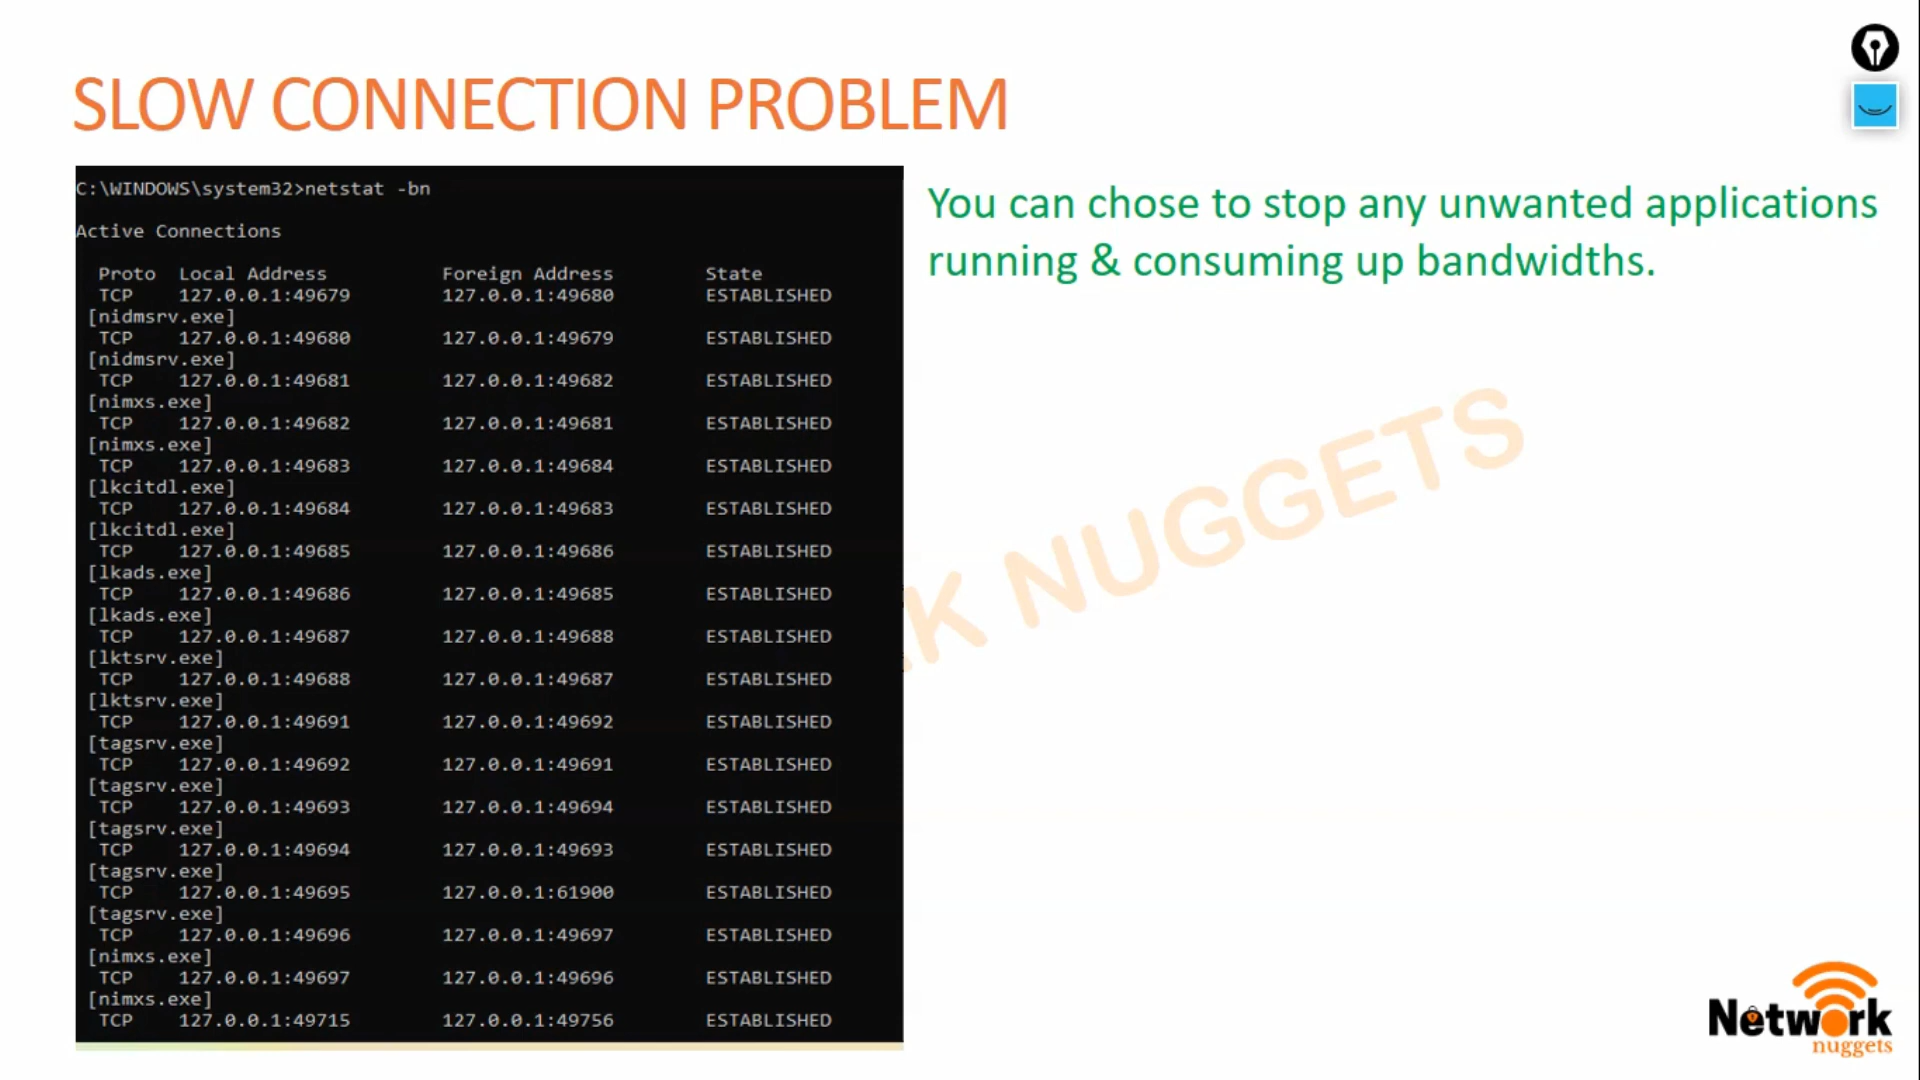 SLOW CONNECTION PROBLEM
C:\WINDOWS\system32>netstat -bn
Active Connections
Proto Local Address Foreign Address State
TCP 127.0.0.1:49679 127.0.0.1:49680 ESTABLISHED
[nidmsrv.exe]
TCP 127.0.0.1:49680 127.0.0.1:49679 ESTABLISHED
[nidmsrv.exe]
TCP 127.0.0.1:49681 127.0.0.1:49682 ESTABLISHED
[nimxs.exe]
TCP 127.0.0.1:49682 127.0.0.1:49681 ESTABLISHED
[nimxs.exe]
TCP 127.0.0.1:49683 127.0.0.1:49684 ESTABLISHED
[lkcitdl.exe]
TCP 127.0.0.1:49684 127.0.0.1:49683 ESTABLISHED
[lkcitdl.exe]
TCP 127.0.0.1:49685 127.0.0.1:49686 ESTABLISHED
[lkads.exe]
TCP 127.0.0.1:49686 127.0.0.1:49685 ESTABLISHED
[lkads.exe]
TCP 127.0.0.1:49687 127.0.0.1:49688 ESTABLISHED
[lktsrv.exe]
TCP 127.0.0.1:49688 127.0.0.1:49687 ESTABLISHED
[lktsrv.exe]
TCP 127.0.0.1:49691 127.0.0.1:49692 ESTABLISHED
[tagsrv.exe]
TCP 127.0.0.1:49692 127.0.0.1:49691 ESTABLISHED
[tagsrv.exe]
TCP 127.0.0.1:49693 127.0.0.1:49694 ESTABLISHED
[tagsrv.exe]
TCP 127.0.0.1:49694 127.0.0.1:49693 ESTABLISHED
[tagsrv.exe]
TCP 127.0.0.1:49695 127.0.0.1:61900 ESTABLISHED
[tagsrv.exe]
TCP 127.0.0.1:49696 127.0.0.1:49697 ESTABLISHED
[nimxs.exe]
TCP 127.0.0.1:49697 127.0.0.1:49696 ESTABLISHED
[nimxs.exe]
TCP 127.0.0.1:49715 127.0.0.1:49756 ESTABLISHED
You can chose to stop any unwanted applications
running & consuming up bandwidths.
K NUGGETS
Network
nuggets